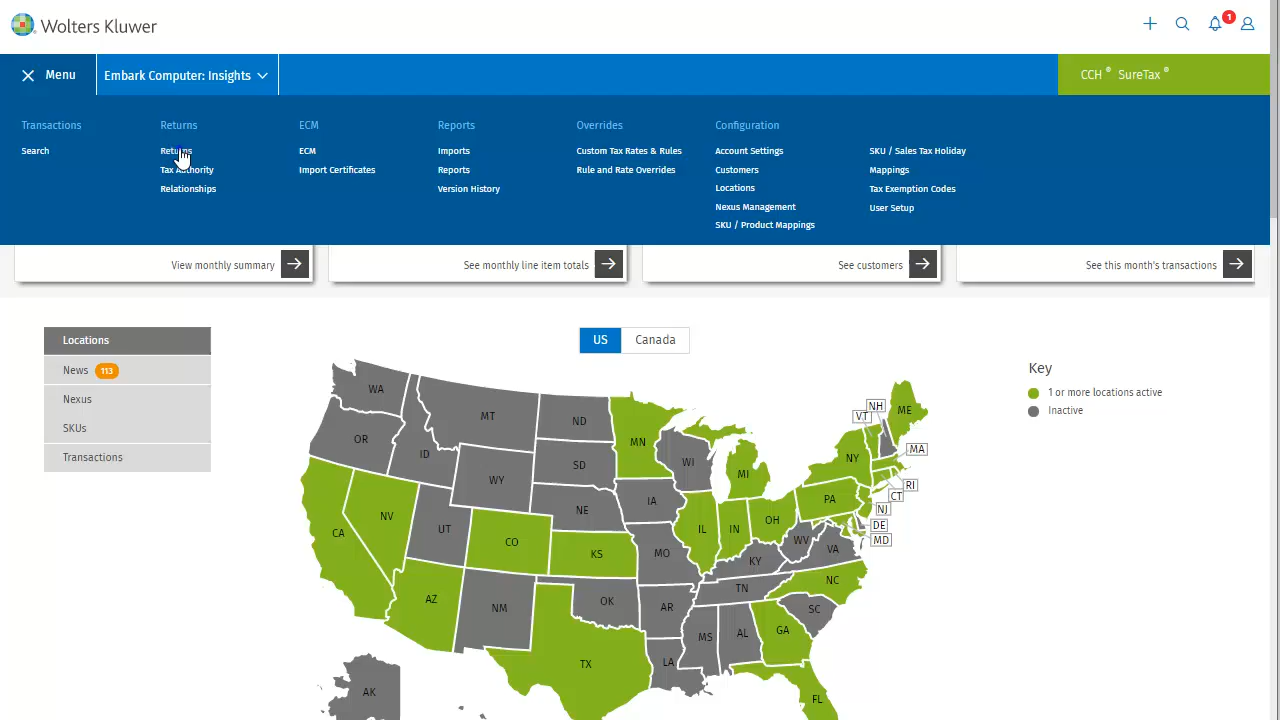 Wolters Kluwer
1
Menu
Embark Computer: Insights
CCH ® SureTax ®
Transactions
Search
Returns
Returns
Tax Authority
Relationships
ECM
ECM
Import Certificates
Reports
Imports
Reports
Version History
Overrides
Custom Tax Rates & Rules
Rule and Rate Overrides
Configuration
Account Settings
Customers
Locations
Nexus Management
SKU / Product Mappings
SKU / Sales Tax Holiday
Mappings
Tax Exemption Codes
User Setup
View monthly summary
See monthly line item totals
See customers
See this month's transactions
Locations
News 113
Nexus
SKUs
Transactions
US
Canada
Key
1 or more locations active
Inactive
WA
MT
ND
MN
VT
NH
ME
OR
ID
SD
WI
MI
NY
MA
WY
IA
PA
RI
CT
NE
NJ
NV
UT
CO
KS
IL
IN
OH
DE
MD
CA
MO
WV
VA
KY
AZ
NM
OK
AR
TN
NC
SC
MS
AL
GA
TX
LA
AK
FL